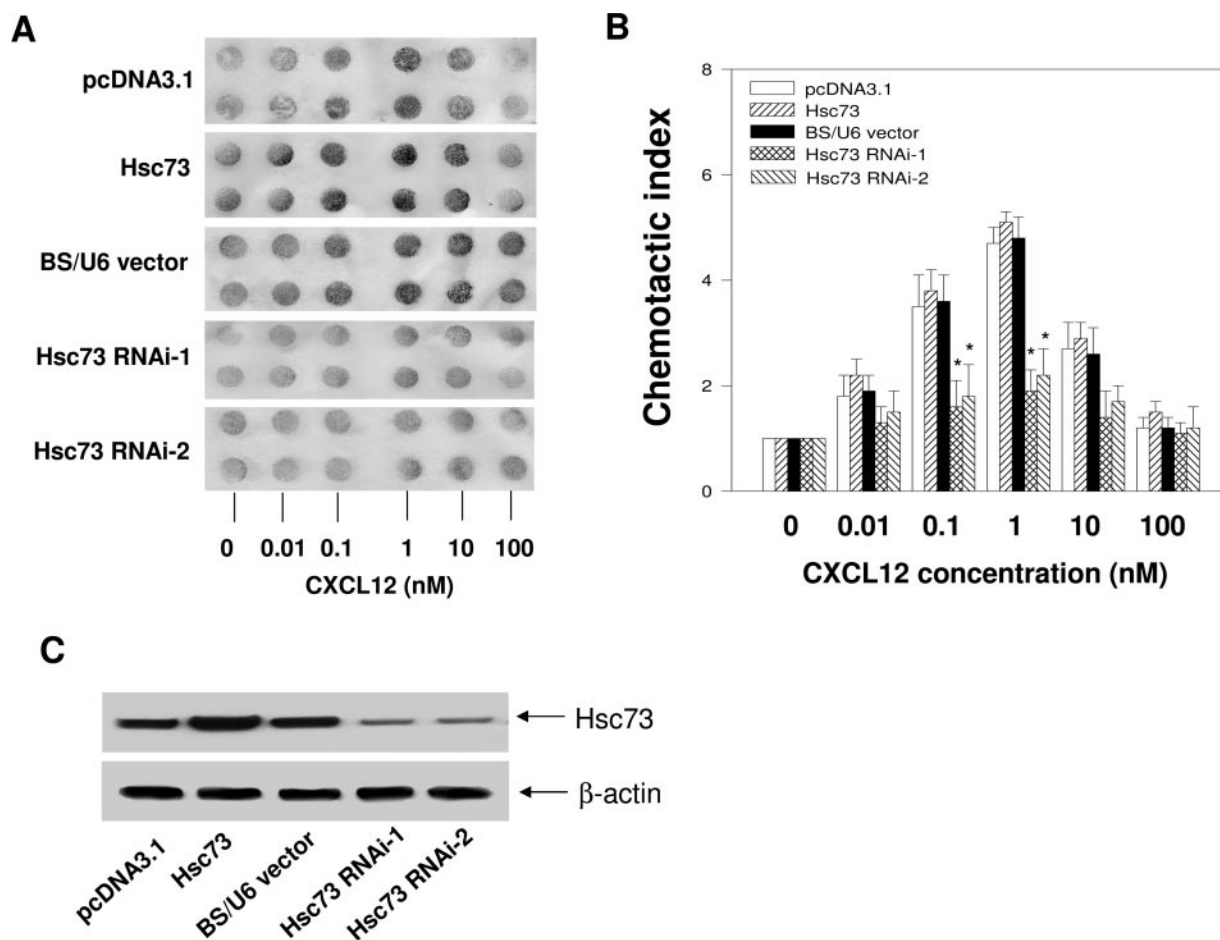 A
pcDNA3.1
Hsc73
BS/U6 vector
Hsc73 RNAi-1
Hsc73 RNAi-2
0 0.01 0.1 1 10 100
CXCL12 (nM)
B
8
6
4
2
0
Chemotactic index
pcDNA3.1
Hsc73
BS/U6 vector
Hsc73 RNAi-1
Hsc73 RNAi-2
* *
* *
0 0.01 0.1 1 10 100
CXCL12 concentration (nM)
C
Hsc73
β-actin
pcDNA3.1
Hsc73
BS/U6 vector
Hsc73 RNAi-1
Hsc73 RNAi-2